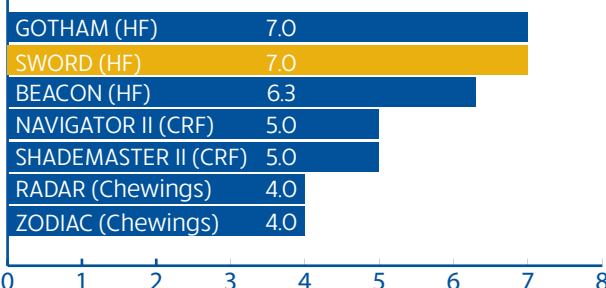 GOTHAM (HF) 7.0
SWORD (HF) 7.0
BEACON (HF) 6.3
NAVIGATOR II (CRF) 5.0
SHADEMASTER II (CRF) 5.0
RADAR (Chewings) 4.0
ZODIAC (Chewings) 4.0
0 1 2 3 4 5 6 7 8